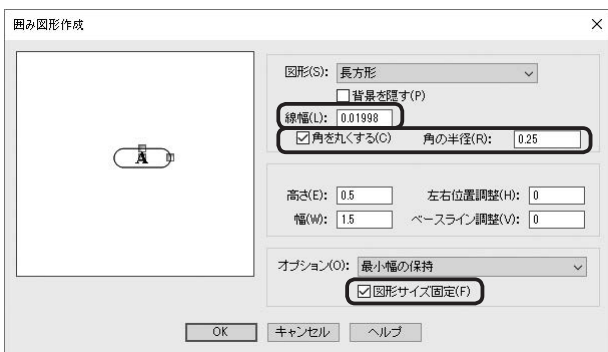 囲み図形作成
図形(S): 長方形
背景を隠す(P)
線幅(L): 0.01998
角を丸くする(C) 角の半径(R): 0.25
A
高さ(E): 0.5 左右位置調整(H): 0
幅(W): 1.5 ベースライン調整(V): 0
オプション(O): 最小幅の保持
図形サイズ固定(F)
OK キャンセル ヘルプ